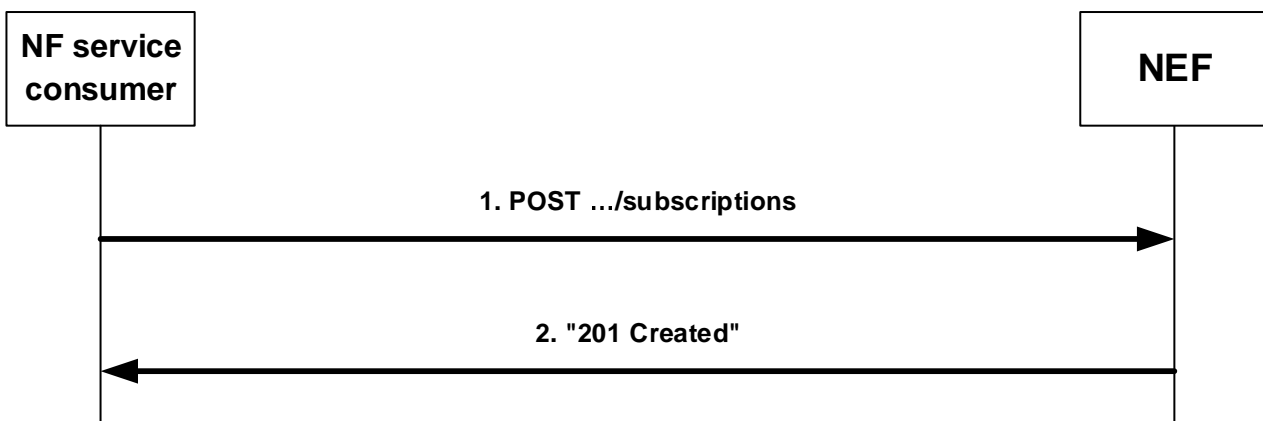 NF service
consumer
NEF
1. POST …/subscriptions
2. "201 Created"